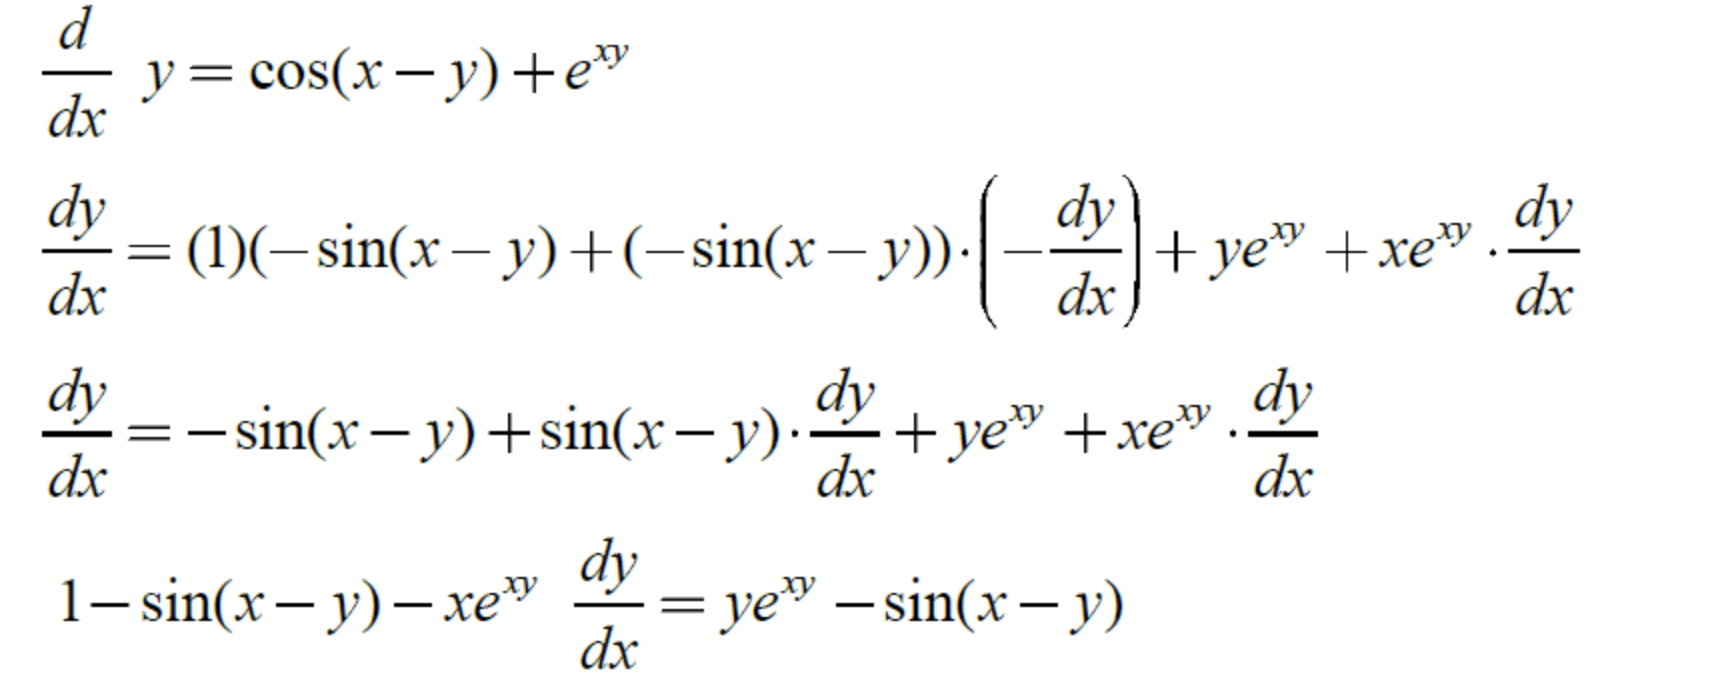 d/dx y = cos(x − y) + e^{xy}
dy/dx = (1)(−sin(x − y) + (−sin(x − y))·(−dy/dx) + ye^{xy} + xe^{xy} · dy/dx
dy/dx = −sin(x − y) + sin(x − y)· dy/dx + ye^{xy} + xe^{xy} · dy/dx
1 − sin(x − y) − xe^{xy} dy/dx = ye^{xy} − sin(x − y)